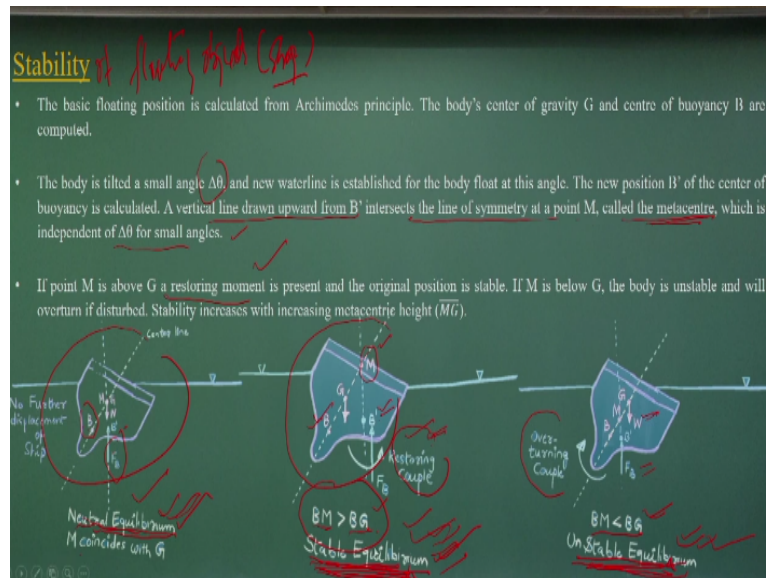 Stability of floating objects (ship)
• The basic floating position is calculated from Archimedes principle. The body's center of gravity G and centre of buoyancy B are
computed.
• The body is tilted a small angle Δθ, and new waterline is established for the body float at this angle. The new position B' of the center of
buoyancy is calculated. A vertical line drawn upward from B' intersects the line of symmetry at a point M, called the metacentre, which is
independent of Δθ for small angles.
• If point M is above G a restoring moment is present and the original position is stable. If M is below G, the body is unstable and will
overturn if disturbed. Stability increases with increasing metacentric height (MG).
Center line
M G
W
B
B'
F_B
No Further
displacement
of
Ship
Neutral Equilibrium
M coincides with G
M
G
B
B'
F_B
Restoring
Couple
BM > BG
Stable Equilibrium
G
M
W
B
B'
F_B
Over-
turning
Couple
BM < BG
Unstable Equilibrium